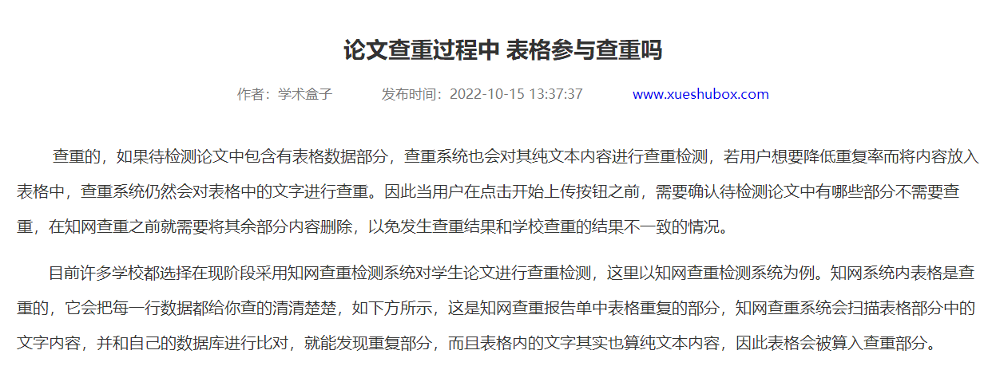 论文查重过程中 表格参与查重吗
作者：学术盒子 发布时间：2022-10-15 13:37:37 www.xueshubox.com
查重的，如果待检测论文中包含有表格数据部分，查重系统也会对其纯文本内容进行查重检测，若用户想要降低重复率而将内容放入
表格中，查重系统仍然会对表格中的文字进行查重。因此当用户在点击开始上传按钮之前，需要确认待检测论文中有哪些部分不需要查
重，在知网查重之前就需要将其余部分内容删除，以免发生查重结果和学校查重的结果不一致的情况。
目前许多学校都选择在现阶段采用知网查重检测系统对学生论文进行查重检测，这里以知网查重检测系统为例。知网系统内表格是查
重的，它会把每一行数据都给你查的清清楚楚，如下方所示，这是知网查重报告单中表格重复的部分，知网查重系统会扫描表格部分中的
文字内容，并和自己的数据库进行比对，就能发现重复部分，而且表格内的文字其实也算纯文本内容，因此表格会被算入查重部分。